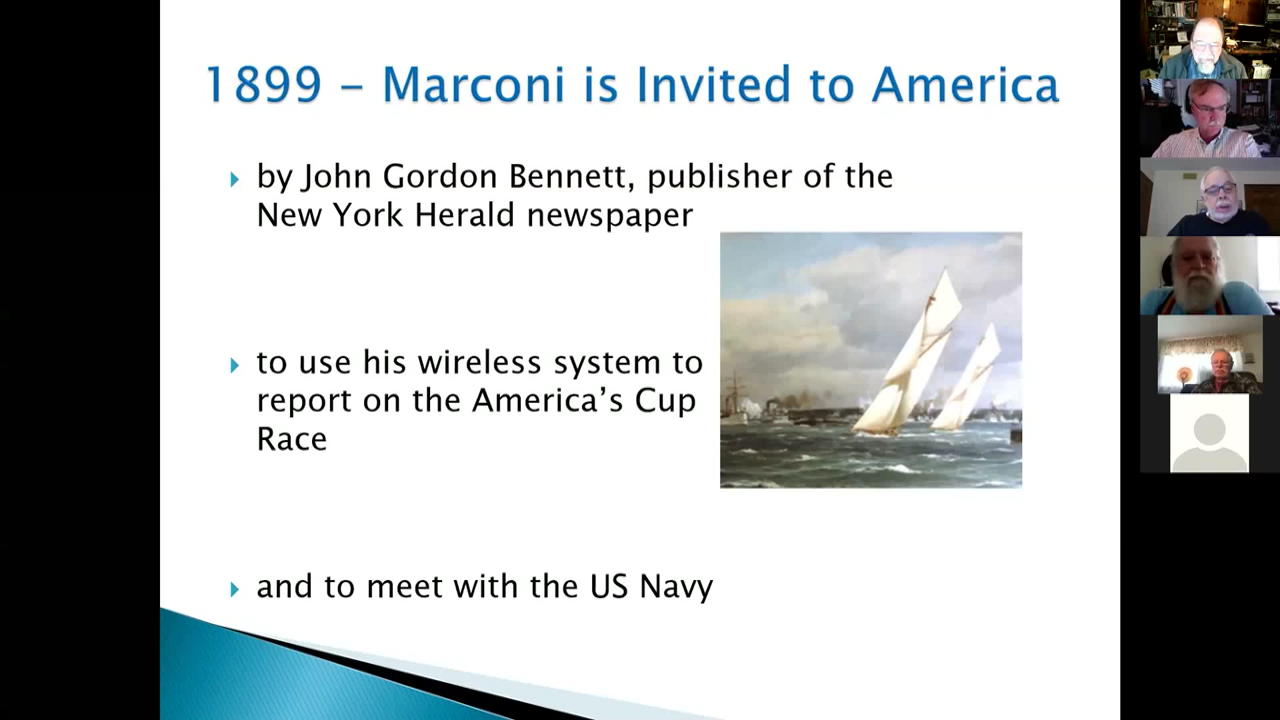 1899 – Marconi is Invited to America
by John Gordon Bennett, publisher of the
New York Herald newspaper
to use his wireless system to
report on the America’s Cup
Race
and to meet with the US Navy